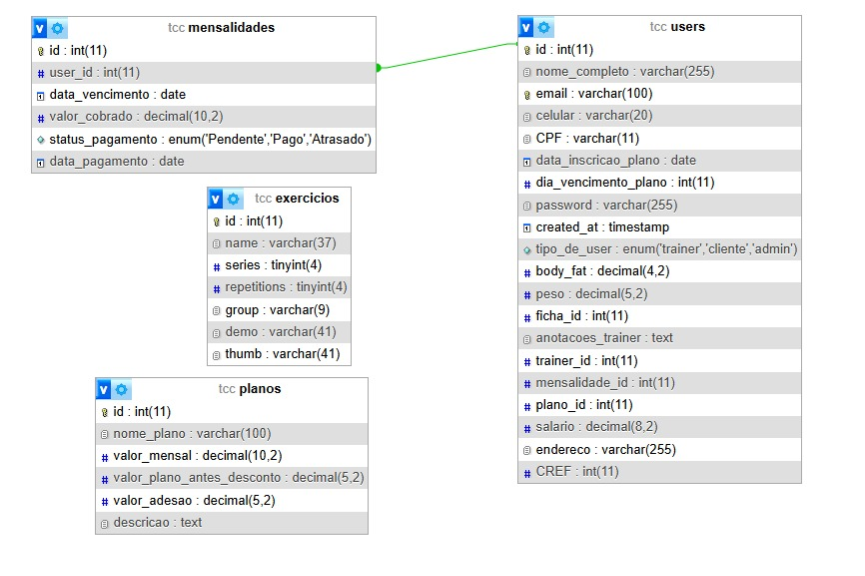 tcc mensalidades
id : int(11)
# user_id : int(11)
data_vencimento : date
# valor_cobrado : decimal(10,2)
status_pagamento : enum('Pendente','Pago','Atrasado')
data_pagamento : date
tcc exercicios
id : int(11)
name : varchar(37)
# series : tinyint(4)
# repetitions : tinyint(4)
group : varchar(9)
demo : varchar(41)
thumb : varchar(41)
tcc planos
id : int(11)
nome_plano : varchar(100)
# valor_mensal : decimal(10,2)
# valor_plano_antes_desconto : decimal(5,2)
# valor_adesao : decimal(5,2)
descricao : text
tcc users
id : int(11)
nome_completo : varchar(255)
email : varchar(100)
celular : varchar(20)
CPF : varchar(11)
data_inscricao_plano : date
# dia_vencimento_plano : int(11)
password : varchar(255)
created_at : timestamp
tipo_de_user : enum('trainer','cliente','admin')
# body_fat : decimal(4,2)
# peso : decimal(5,2)
# ficha_id : int(11)
anotacoes_trainer : text
# trainer_id : int(11)
# mensalidade_id : int(11)
# plano_id : int(11)
# salario : decimal(8,2)
endereco : varchar(255)
# CREF : int(11)